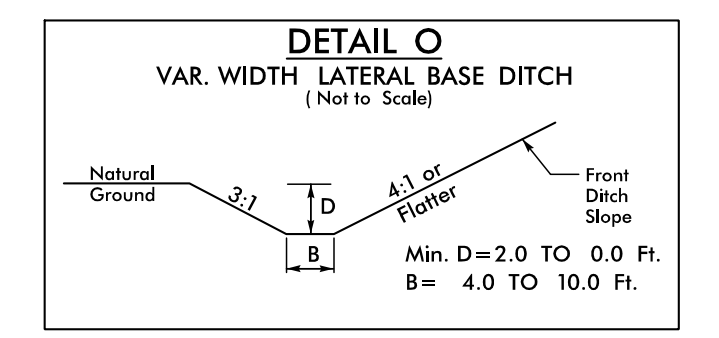 DETAIL O
VAR. WIDTH LATERAL BASE DITCH
( Not to Scale)
Natural
Ground
3:1
D
B
4:1 or
Flatter
Front
Ditch
Slope
Min. D=2.0 TO 0.0 Ft.
B= 4.0 TO 10.0 Ft.